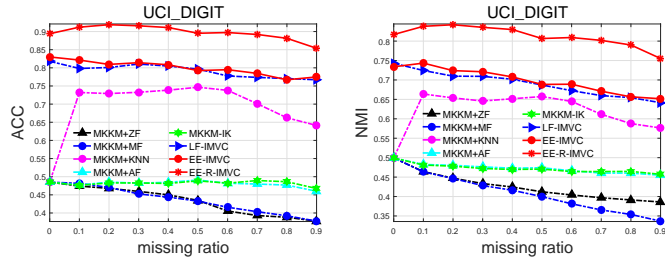 UCI_DIGIT
ACC
0.9
0.85
0.8
0.75
0.7
0.65
0.6
0.55
0.5
0.45
0.4
MKKM+ZF
MKKM+MF
MKKM+KNN
MKKM+AF
MKKM-IK
LF-IMVC
EE-IMVC
EE-R-IMVC
0 0.1 0.2 0.3 0.4 0.5 0.6 0.7 0.8 0.9
missing ratio
UCI_DIGIT
NMI
0.8
0.75
0.7
0.65
0.6
0.55
0.5
0.45
0.4
0.35
MKKM+ZF
MKKM+MF
MKKM+KNN
MKKM+AF
MKKM-IK
LF-IMVC
EE-IMVC
EE-R-IMVC
0 0.1 0.2 0.3 0.4 0.5 0.6 0.7 0.8 0.9
missing ratio